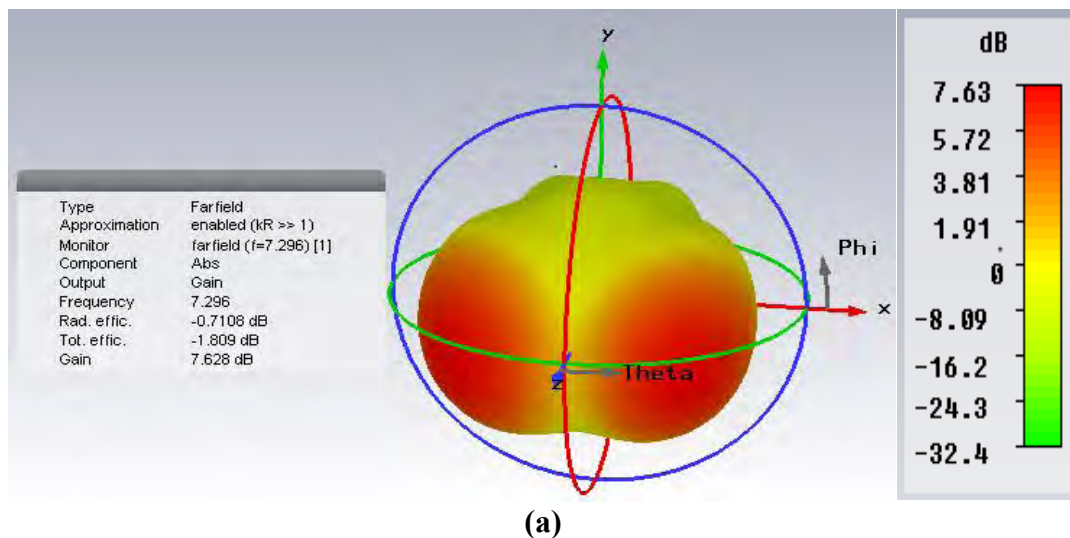 Type Farfield
Approximation enabled (kR >> 1)
Monitor farfield (f=7.296) [1]
Component Abs
Output Gain
Frequency 7.296
Rad. effic. -0.7108 dB
Tot. effic. -1.809 dB
Gain 7.628 dB
y
Phi
x
Theta
z
dB
7.63
5.72
3.81
1.91
0
-8.09
-16.2
-24.3
-32.4
(a)